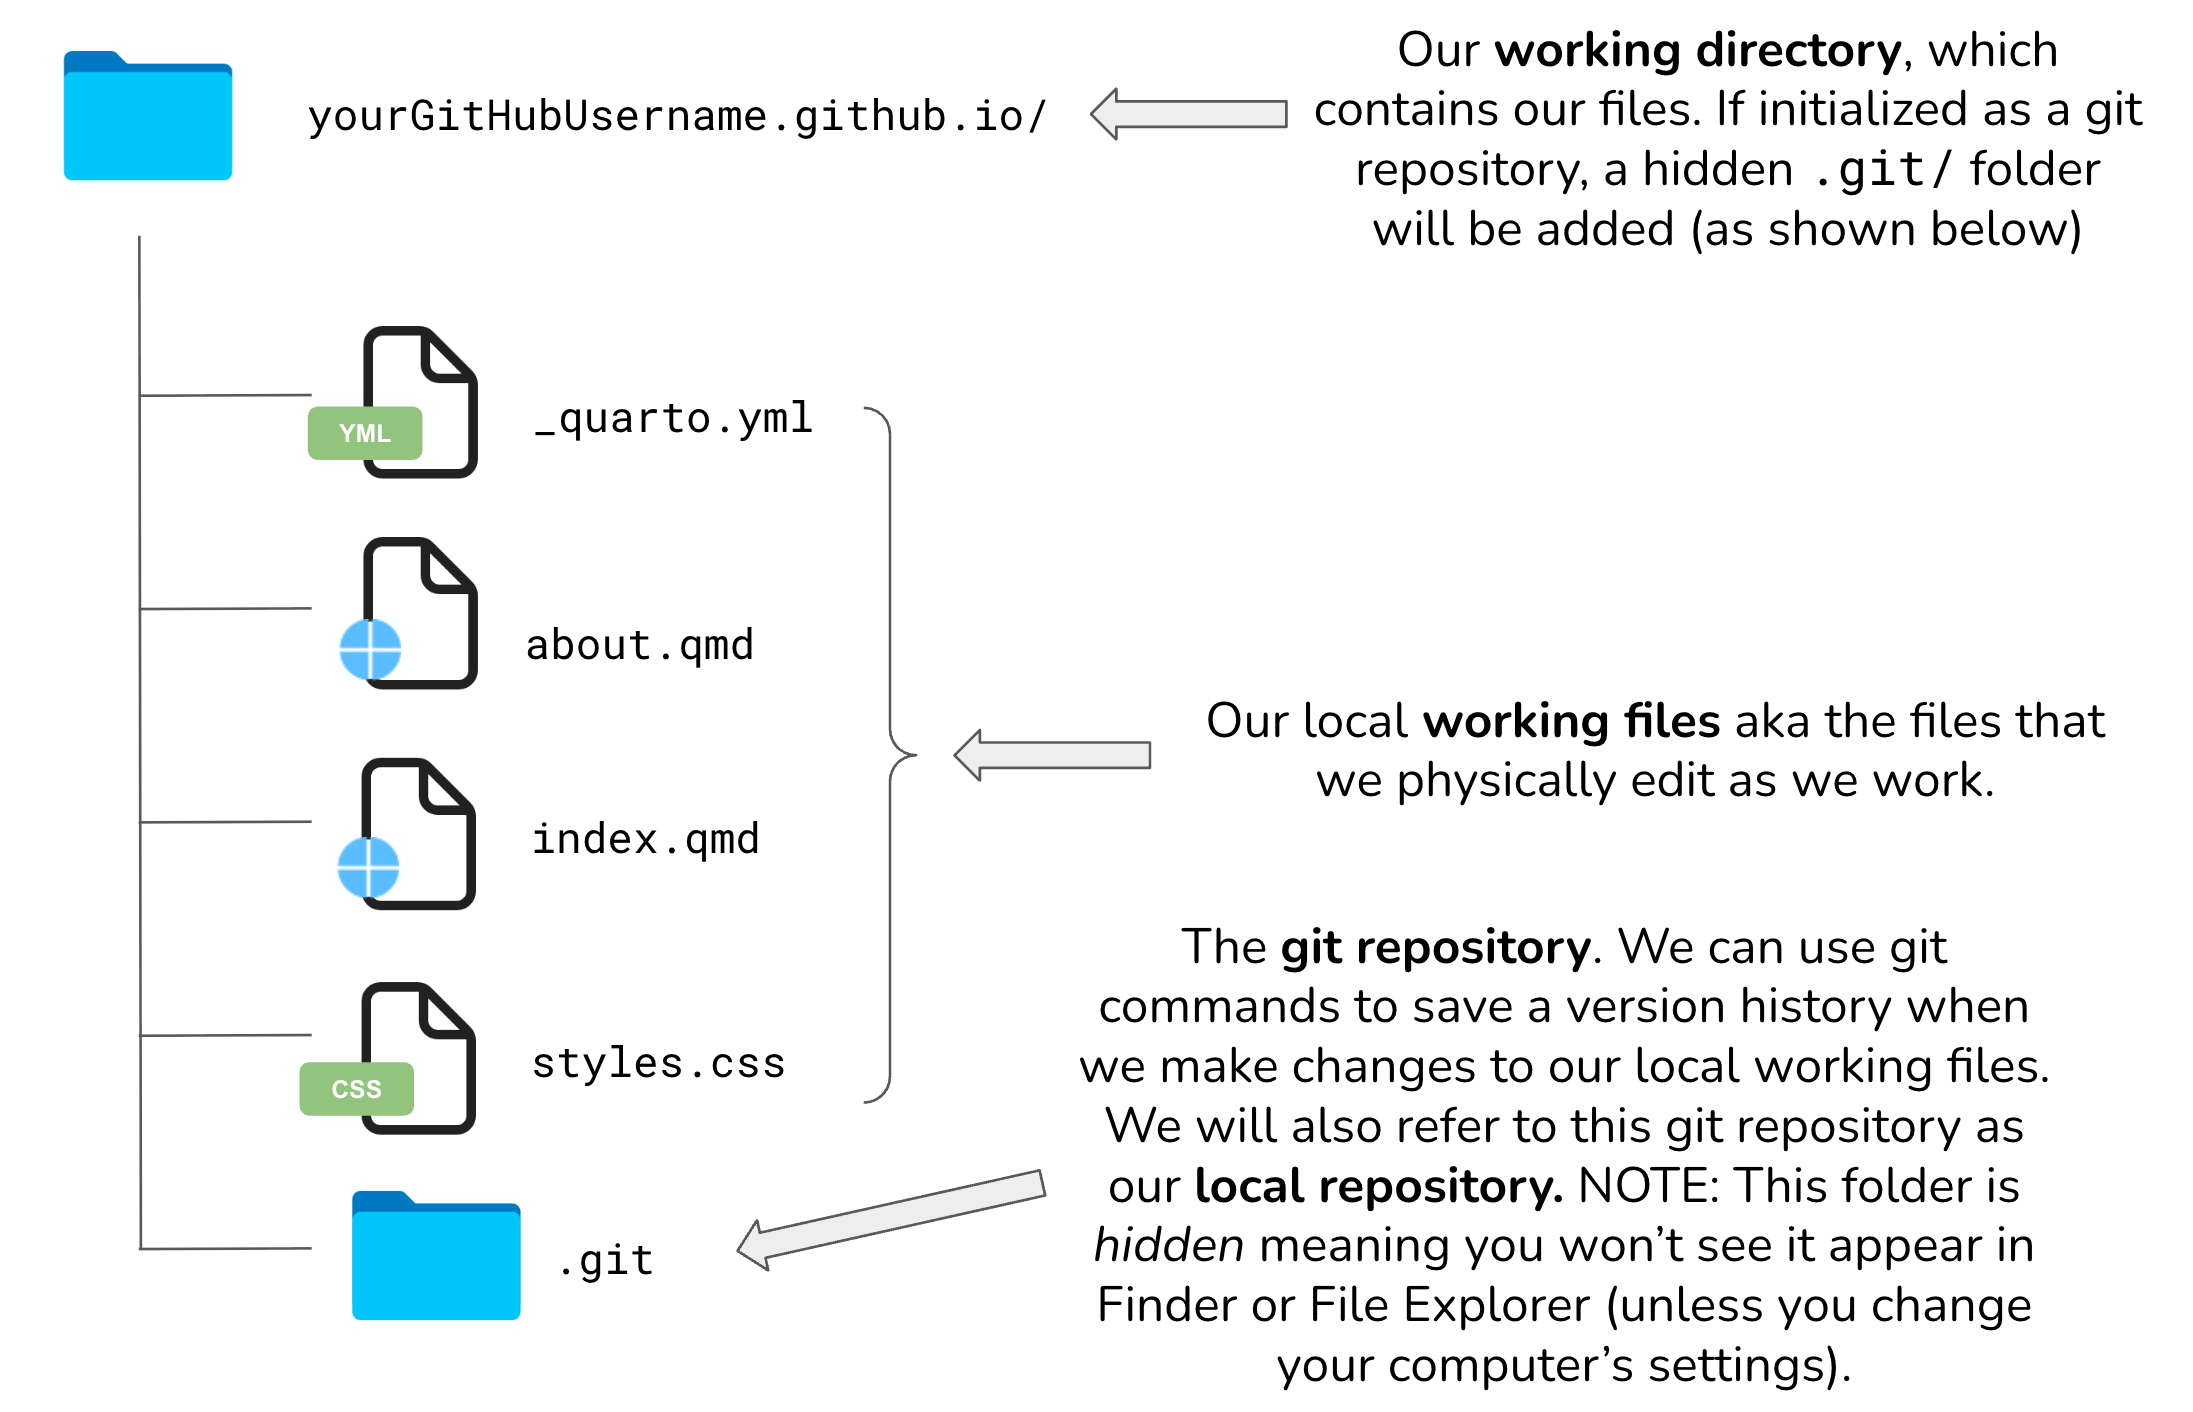 yourGitHubUsername.github.io/
Our working directory, which
contains our files. If initialized as a git
repository, a hidden .git/ folder
will be added (as shown below)
YML
_quarto.yml
about.qmd
Our local working files aka the files that
we physically edit as we work.
index.qmd
CSS
styles.css
The git repository. We can use git
commands to save a version history when
we make changes to our local working files.
We will also refer to this git repository as
our local repository. NOTE: This folder is
hidden meaning you won’t see it appear in
Finder or File Explorer (unless you change
your computer’s settings).
.git